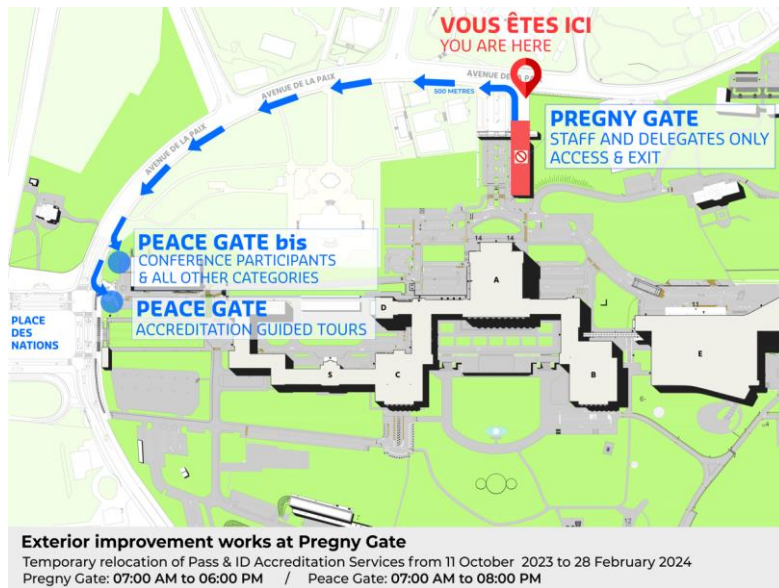 VOUS ÊTES ICI
YOU ARE HERE
AVENUE DE LA PAIX
AVENUE DE LA PAIX
AVENUE DE LA PAIX
500 METRES
PREGNY GATE
STAFF AND DELEGATES ONLY
ACCESS & EXIT
PEACE GATE bis
CONFERENCE PARTICIPANTS
& ALL OTHER CATEGORIES
PEACE GATE
ACCREDITATION GUIDED TOURS
PLACE
DES
NATIONS
14 14
A
D
S
C
B
E
11
12
Exterior improvement works at Pregny Gate
Temporary relocation of Pass & ID Accreditation Services from 11 October 2023 to 28 February 2024
Pregny Gate: 07:00 AM to 06:00 PM / Peace Gate: 07:00 AM to 08:00 PM